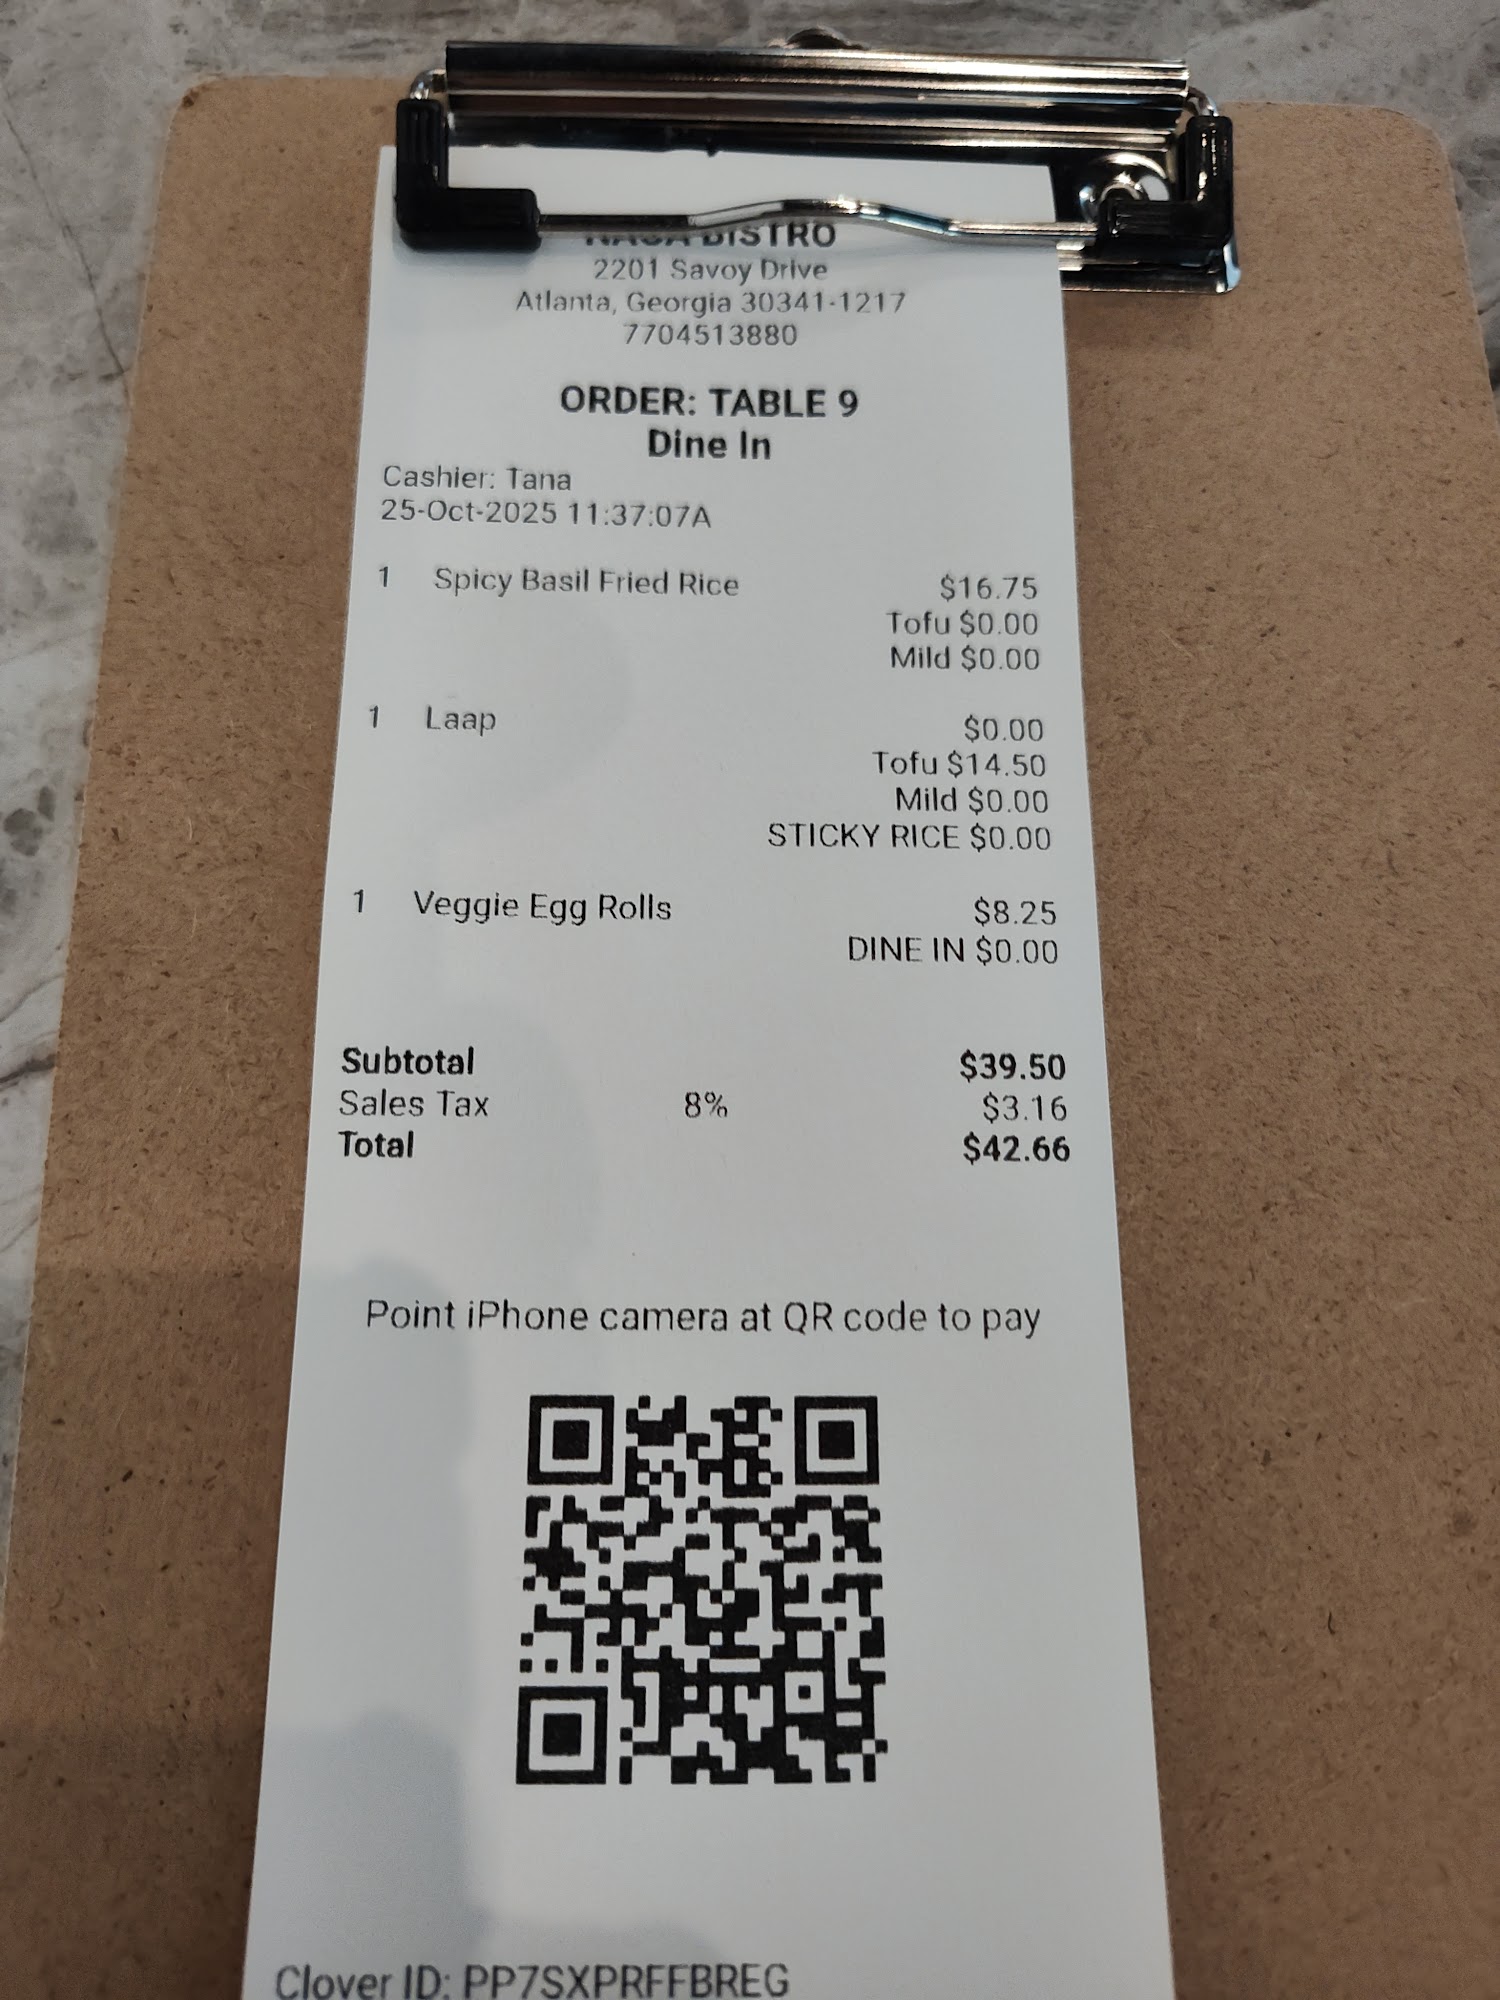 BISTRO
2201 Savoy Drive
Atlanta, Georgia 30341-1217
7704513880
ORDER: TABLE 9
Dine In
Cashier: Tana
25-Oct-2025 11:37:07A
1 Spicy Basil Fried Rice $16.75
Tofu $0.00
Mild $0.00
1 Laap $0.00
Tofu $14.50
Mild $0.00
STICKY RICE $0.00
1 Veggie Egg Rolls $8.25
DINE IN $0.00
Subtotal $39.50
Sales Tax 8% $3.16
Total $42.66
Point iPhone camera at QR code to pay
Clover ID: PP7SXPRFFBREG